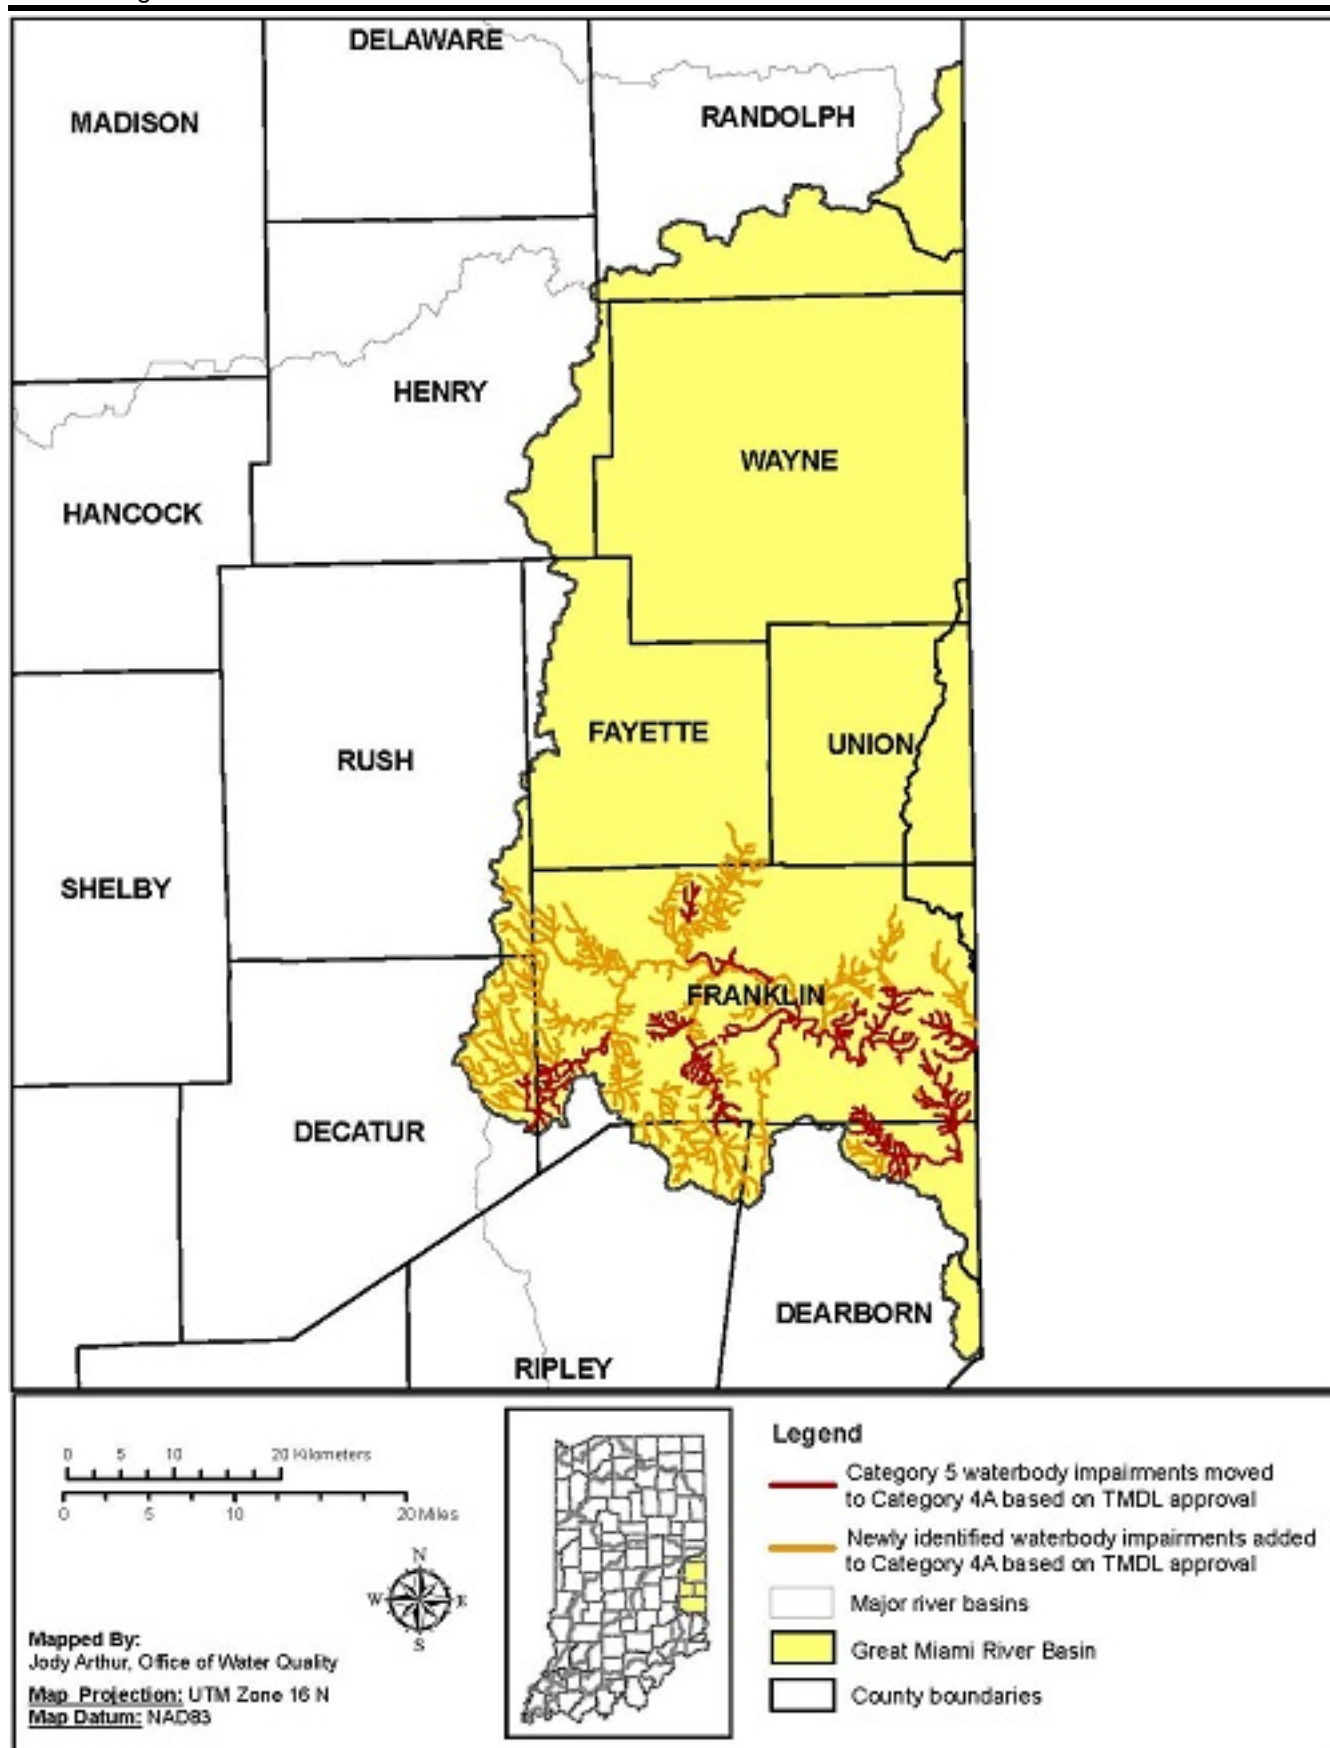 DELAWARE
MADISON
RANDOLPH
HENRY
WAYNE
HANCOCK
FAYETTE
UNION
RUSH
SHELBY
FRANKLIN
DECATUR
DEARBORN
RIPLEY
0 5 10 20 Kilometers
0 5 10 20 Miles
N
W E
S
Mapped By:
Jody Arthur, Office of Water Quality
Map Projection: UTM Zone 16 N
Map Datum: NAD83
Legend
Category 5 waterbody impairments moved
to Category 4A based on TMDL approval
Newly identified waterbody impairments added
to Category 4A based on TMDL approval
Major river basins
Great Miami River Basin
County boundaries